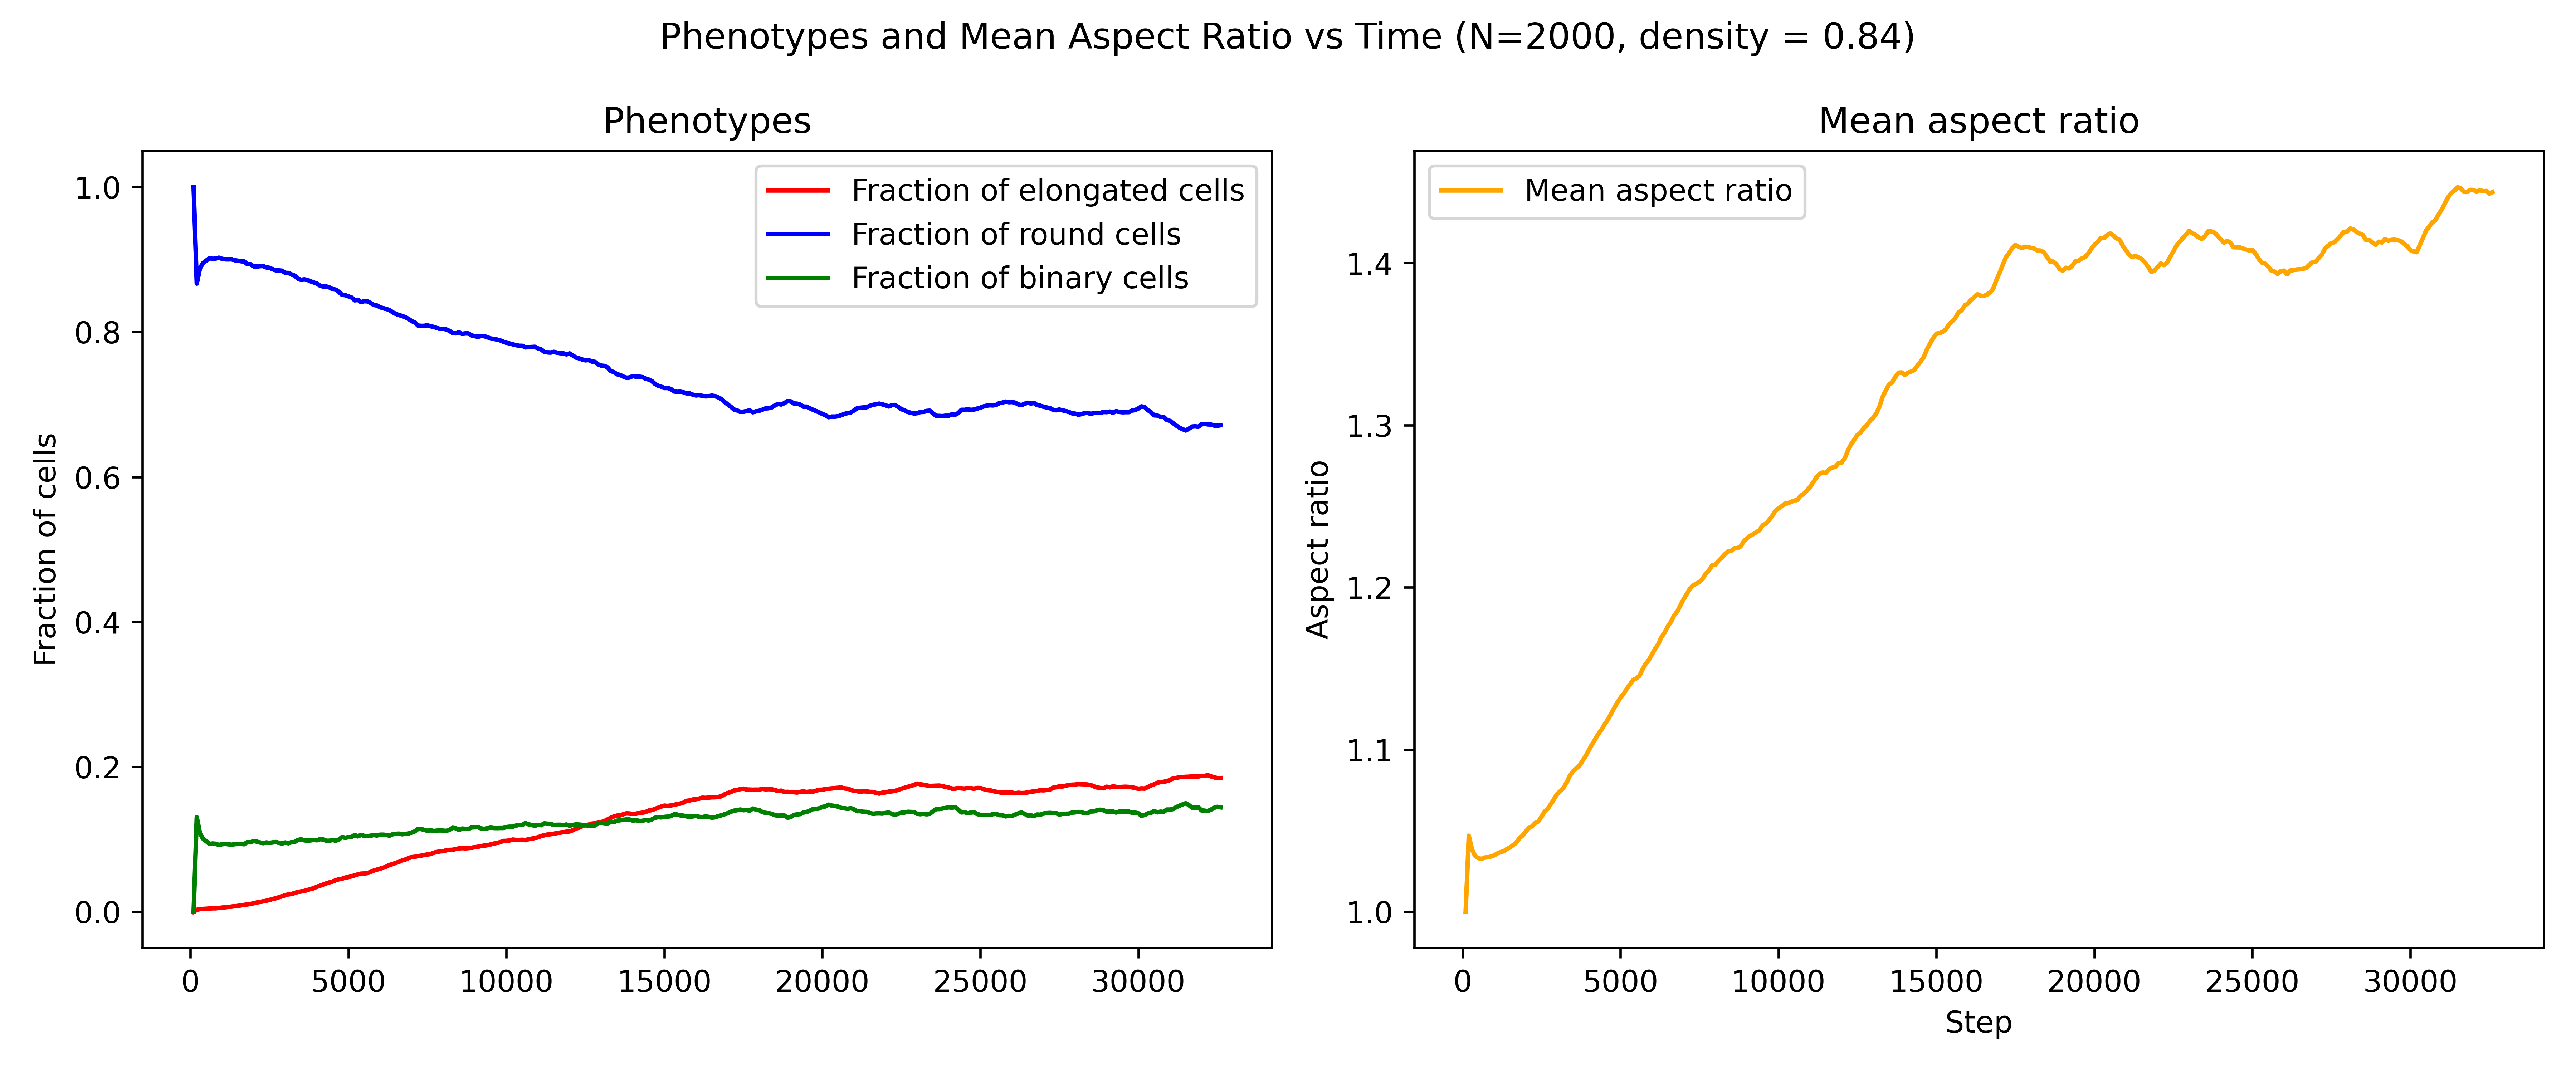 Phenotypes and Mean Aspect Ratio vs Time (N=2000, density = 0.84)
Phenotypes
Fraction of cells
1.0
0.8
0.6
0.4
0.2
0.0
Fraction of elongated cells
Fraction of round cells
Fraction of binary cells
0 5000 10000 15000 20000 25000 30000
Mean aspect ratio
Aspect ratio
1.4
1.3
1.2
1.1
1.0
Mean aspect ratio
0 5000 10000 15000 20000 25000 30000
Step